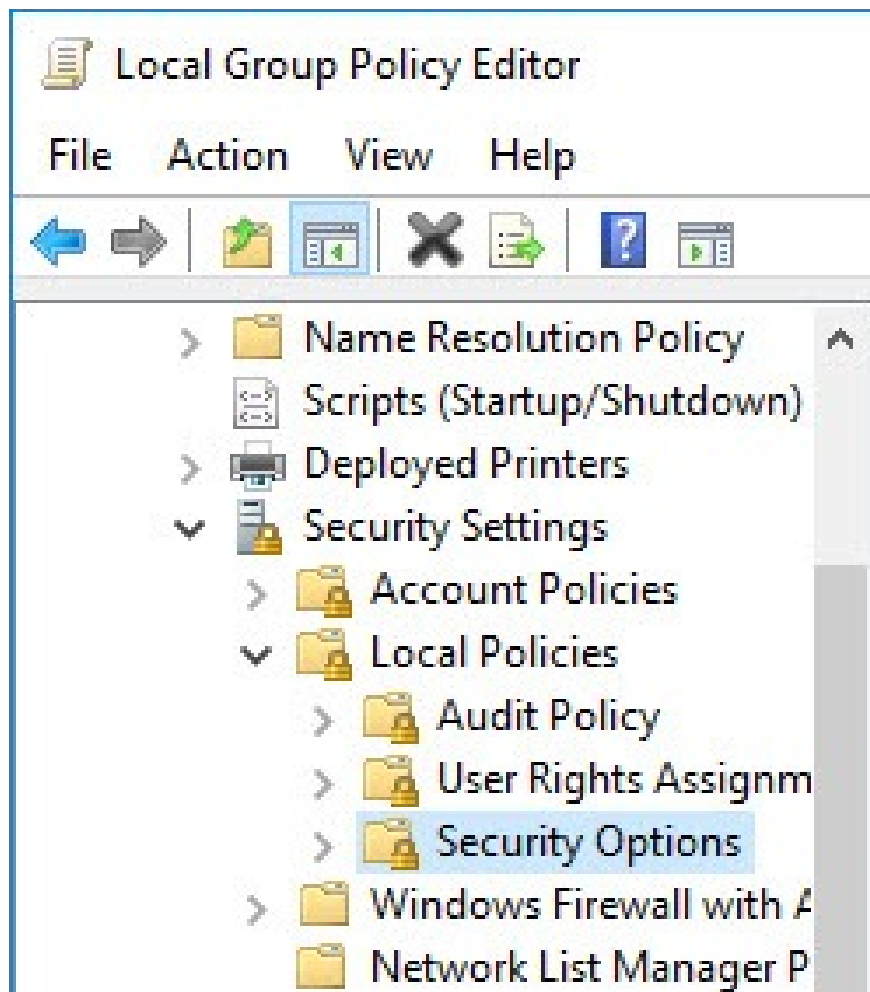 Local Group Policy Editor
File Action View Help
Name Resolution Policy
Scripts (Startup/Shutdown)
Deployed Printers
Security Settings
Account Policies
Local Policies
Audit Policy
User Rights Assignm
Security Options
Windows Firewall with A
Network List Manager P